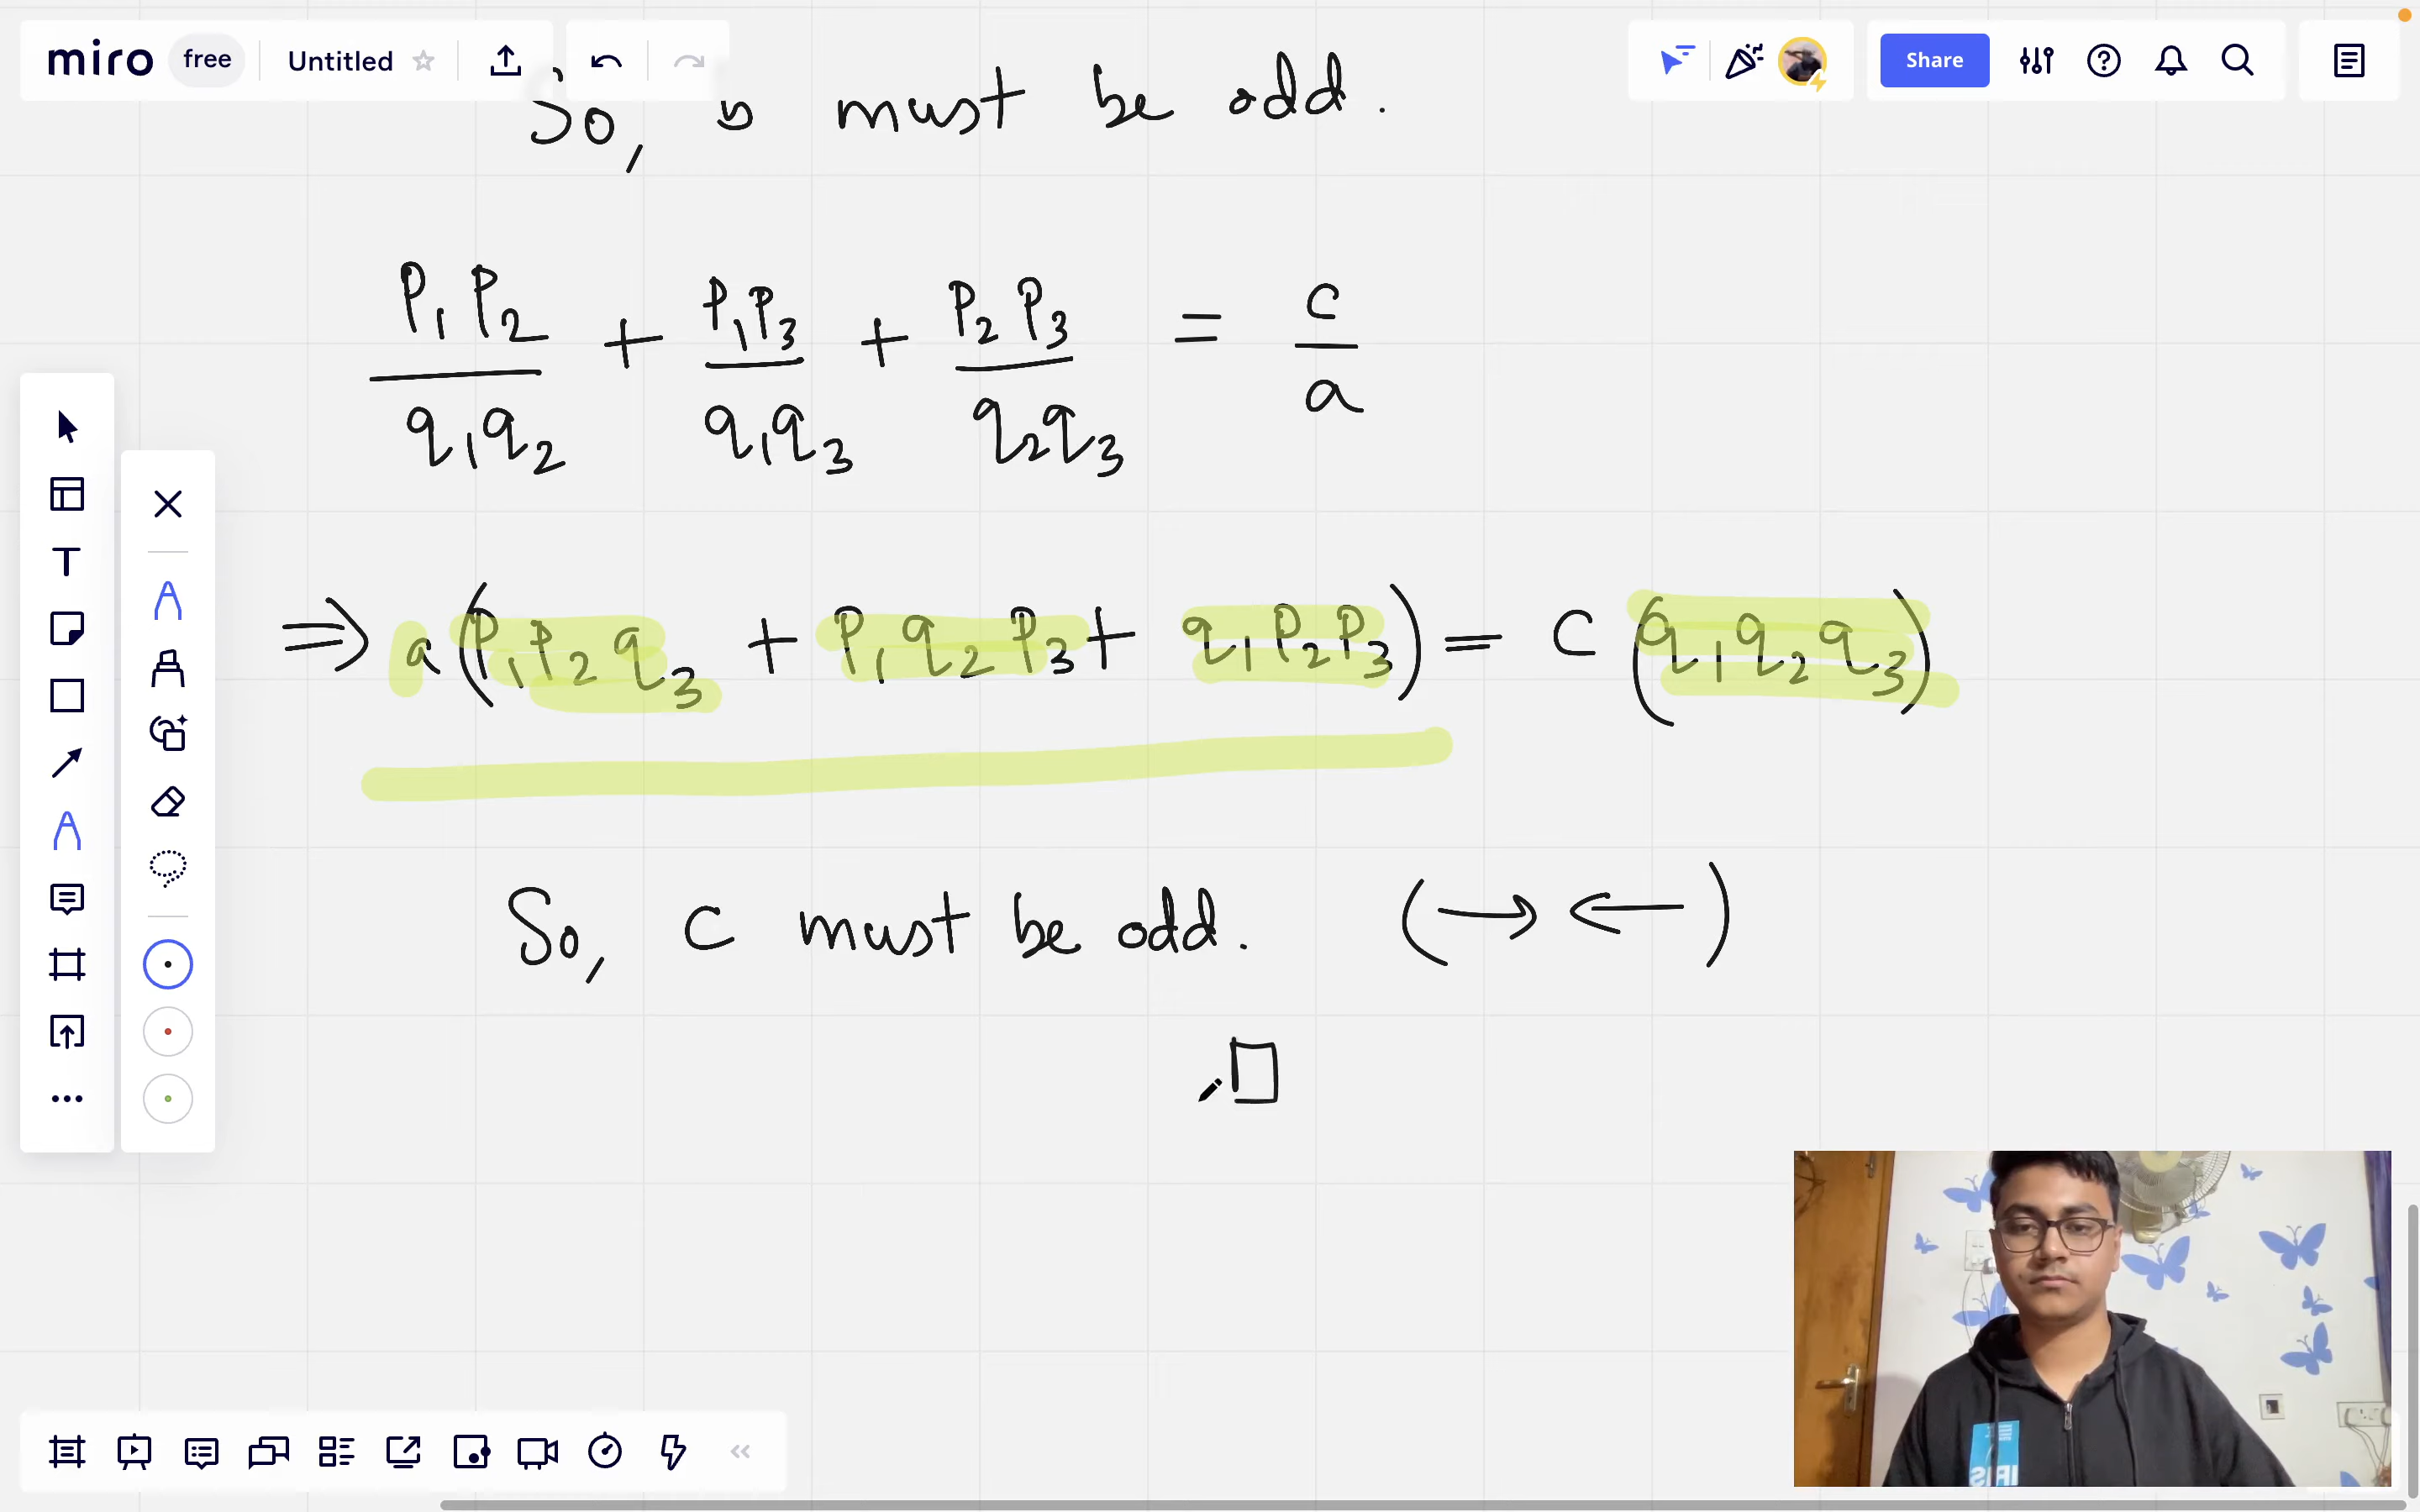 miro free Untitled Share
So, b must be odd.
P₁P₂/q₁q₂ + P₁P₃/q₁q₃ + P₂P₃/q₂q₃ = c/a
⇒ a(P₁P₂q₃ + P₁q₂P₃ + q₁P₂P₃) = c(q₁q₂q₃)
So, c must be odd. (→←)
□